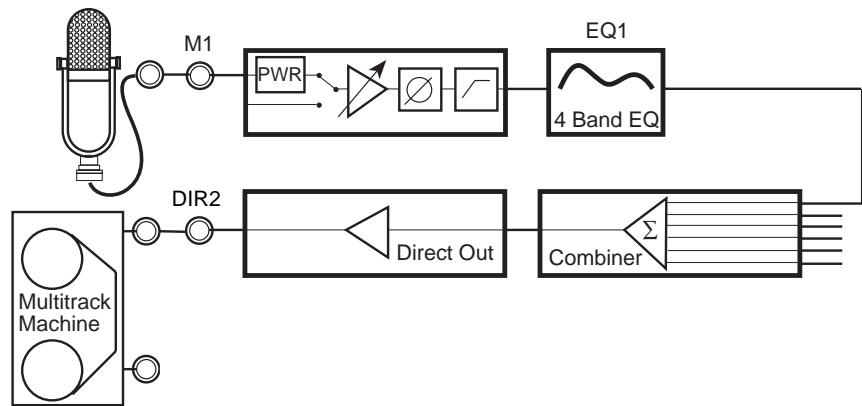 M1
EQ1
PWR
4 Band EQ
DIR2
Σ
Direct Out
Combiner
Multitrack
Machine